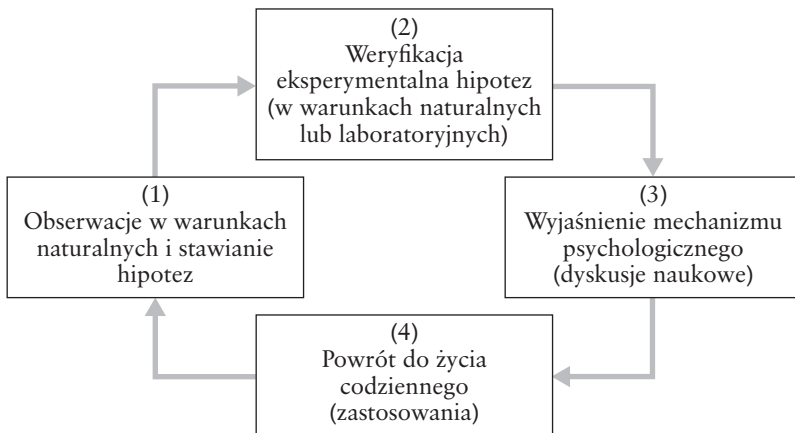 (2)
Weryfikacja
eksperymentalna hipotez
(w warunkach naturalnych
lub laboratoryjnych)
(1)
Obserwacje w warunkach
naturalnych i stawianie
hipotez
(3)
Wyjaśnienie mechanizmu
psychologicznego
(dyskusje naukowe)
(4)
Powrót do życia
codziennego
(zastosowania)